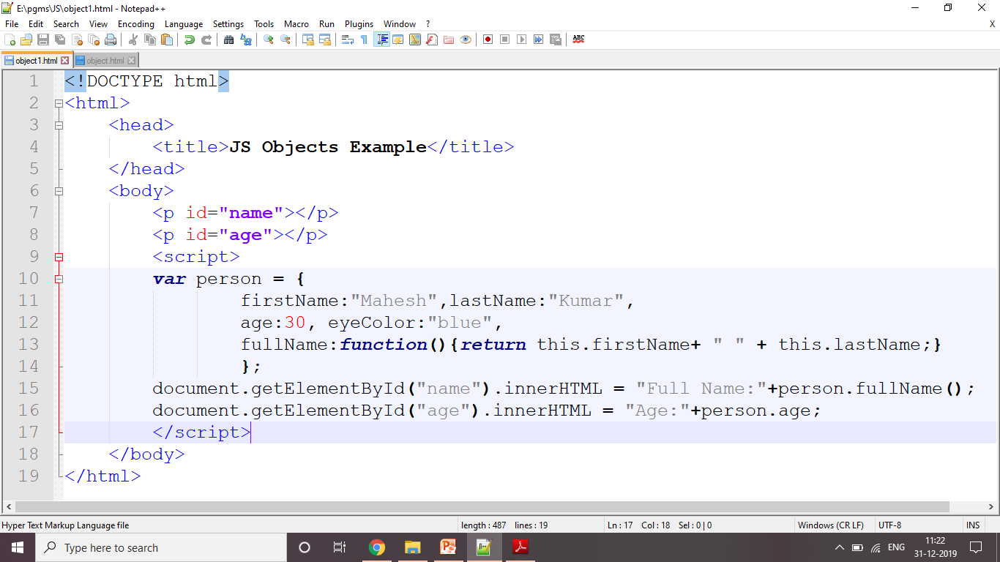 E:\pgms\JS\object1.html - Notepad++
File Edit Search View Encoding Language Settings Tools Macro Run Plugins Window ? X
ABC
object1.html object.html
1 <!DOCTYPE html>
2 <html>
3 <head>
4 <title>JS Objects Example</title>
5 </head>
6 <body>
7 <p id="name"></p>
8 <p id="age"></p>
9 <script>
10 var person = {
11 firstName:"Mahesh",lastName:"Kumar",
12 age:30, eyeColor:"blue",
13 fullName:function(){return this.firstName+ " " + this.lastName;}
14 };
15 document.getElementById("name").innerHTML = "Full Name:"+person.fullName();
16 document.getElementById("age").innerHTML = "Age:"+person.age;
17 </script>
18 </body>
19 </html>
Hyper Text Markup Language file length : 487 lines : 19 Ln : 17 Col : 18 Sel : 0 | 0 Windows (CR LF) UTF-8 INS
Type here to search ENG 11:22
31-12-2019